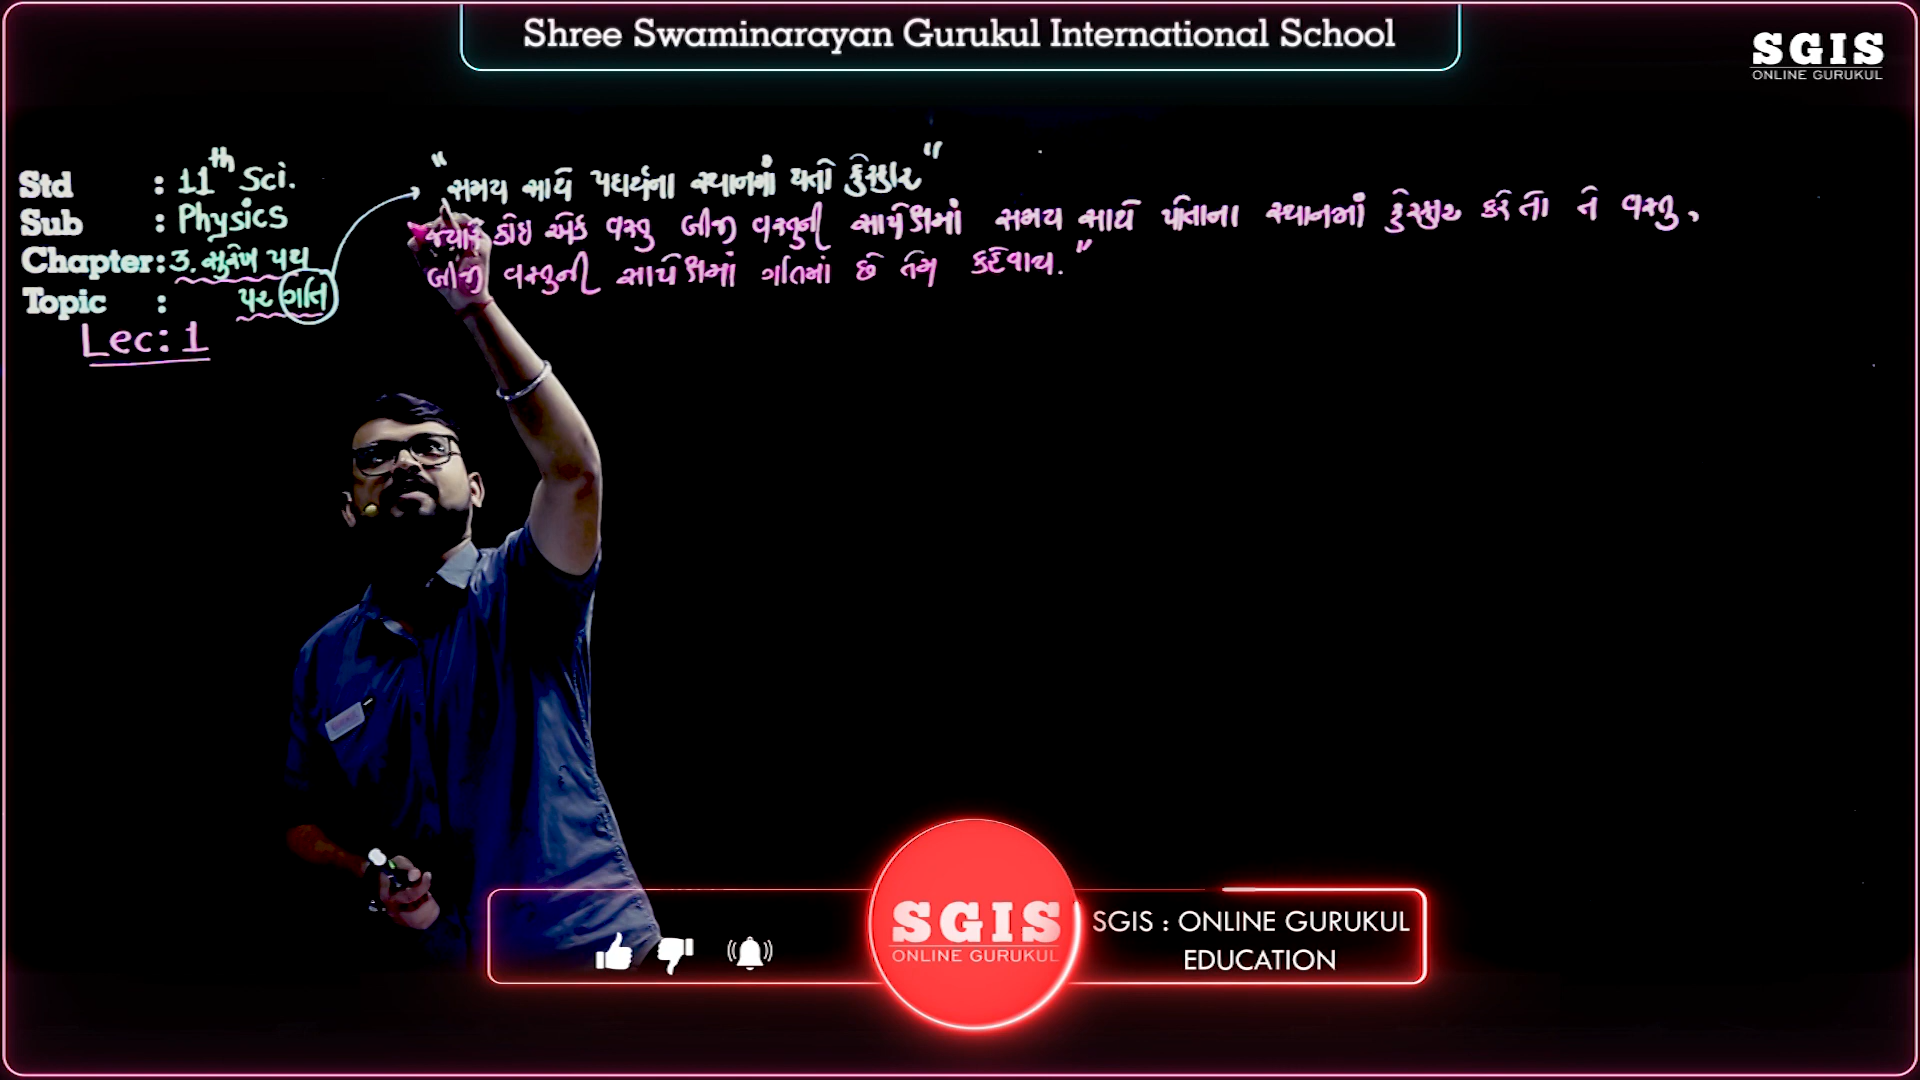 Shree Swaminarayan Gurukul International School
SGIS
ONLINE GURUKUL
Std : 11th Sci.
Sub : Physics
Chapter: 3. સુરેખ પથ
Topic : પર ગતિ
Lec: 1
"સમય સાથે પદાર્થના સ્થાનમાં થતો ફેરફાર"
જ્યારે કોઇ એક વસ્તુ બીજી વસ્તુની સાપેક્ષમાં સમય સાથે પોતાના સ્થાનમાં ફેરફાર કરે તો તે વસ્તુ,
બીજી વસ્તુની સાપેક્ષમાં ગતિમાં છે તેમ કહેવાય."
SGIS
ONLINE GURUKUL
SGIS : ONLINE GURUKUL
EDUCATION